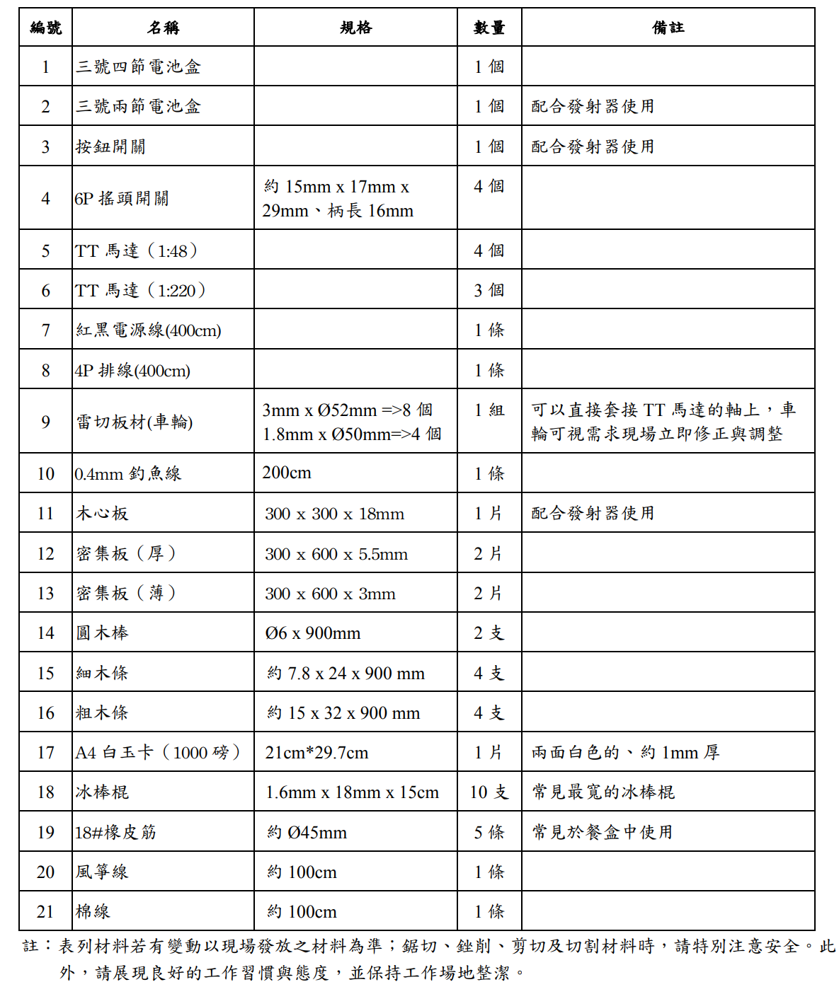 編號 名稱 規格 數量 備註
1 三號四節電池盒 1 個
2 三號兩節電池盒 1 個 配合發射器使用
3 按鈕開關 1 個 配合發射器使用
4 6P 搖頭開關 約 15mm x 17mm x 4 個
29mm、柄長 16mm
5 TT 馬達（1:48） 4 個
6 TT 馬達（1:220） 3 個
7 紅黑電源線(400cm) 1 條
8 4P 排線(400cm) 1 條
9 雷切板材(車輪) 3mm x Ø52mm =>8 個 1 組 可以直接套接 TT 馬達的軸上，車
1.8mm x Ø50mm=>4 個 輪可視需求現場立即修正與調整
10 0.4mm 釣魚線 200cm 1 條
11 木心板 300 x 300 x 18mm 1 片 配合發射器使用
12 密集板（厚） 300 x 600 x 5.5mm 2 片
13 密集板（薄） 300 x 600 x 3mm 2 片
14 圓木棒 Ø6 x 900mm 2 支
15 細木條 約 7.8 x 24 x 900 mm 4 支
16 粗木條 約 15 x 32 x 900 mm 4 支
17 A4 白玉卡（1000 磅） 21cm*29.7cm 1 片 兩面白色的、約 1mm 厚
18 冰棒棍 1.6mm x 18mm x 15cm 10 支 常見最寬的冰棒棍
19 18#橡皮筋 約 Ø45mm 5 條 常見於餐盒中使用
20 風箏線 約 100cm 1 條
21 棉線 約 100cm 1 條
註：表列材料若有變動以現場發放之材料為準；鋸切、銼削、剪切及切割材料時，請特別注意安全。此
外，請展現良好的工作習慣與態度，並保持工作場地整潔。